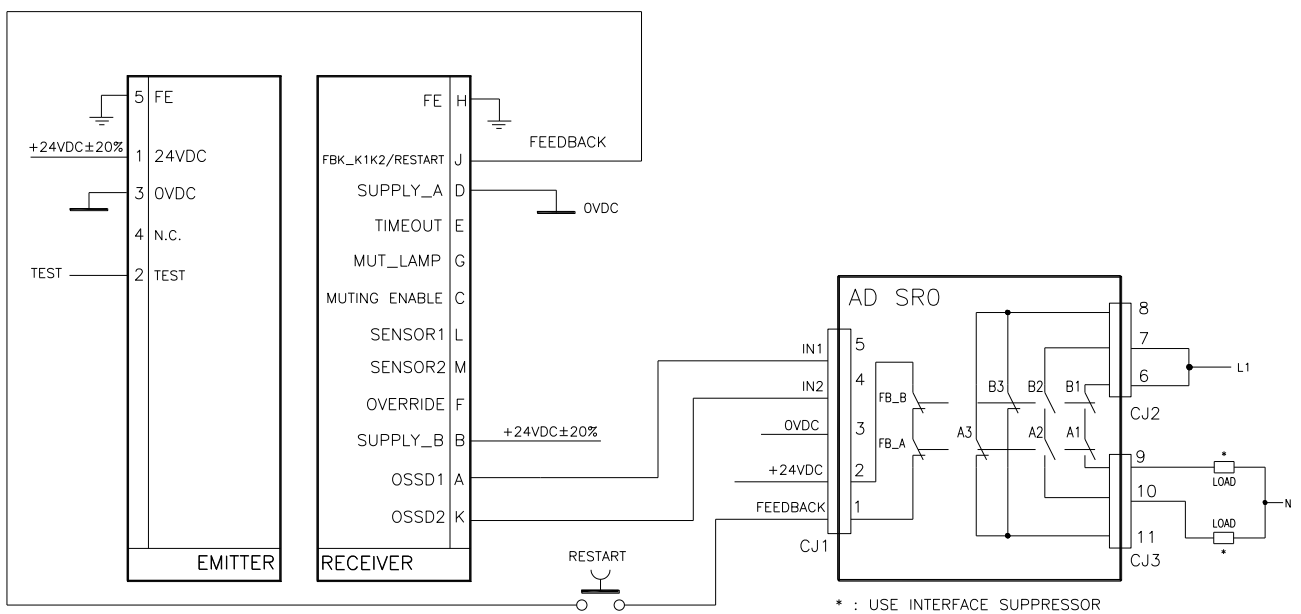 5 FE
+24VDC±20%
1 24VDC
3 0VDC
4 N.C.
TEST 2 TEST
EMITTER
FE H
FBK_K1K2/RESTART J FEEDBACK
SUPPLY_A D
0VDC
TIMEOUT E
MUT_LAMP G
MUTING ENABLE C
SENSOR1 L
SENSOR2 M
OVERRIDE F
SUPPLY_B B +24VDC±20%
OSSD1 A
OSSD2 K
RECEIVER
RESTART
AD SR0
IN1 5
IN2 4
0VDC 3
+24VDC 2
FEEDBACK 1
CJ1
FB_B
FB_A
B3 B2 B1
A3 A2 A1
8
7
6
CJ2
L1
9
10
11
CJ3
*
LOAD
N
LOAD
*
* : USE INTERFACE SUPPRESSOR